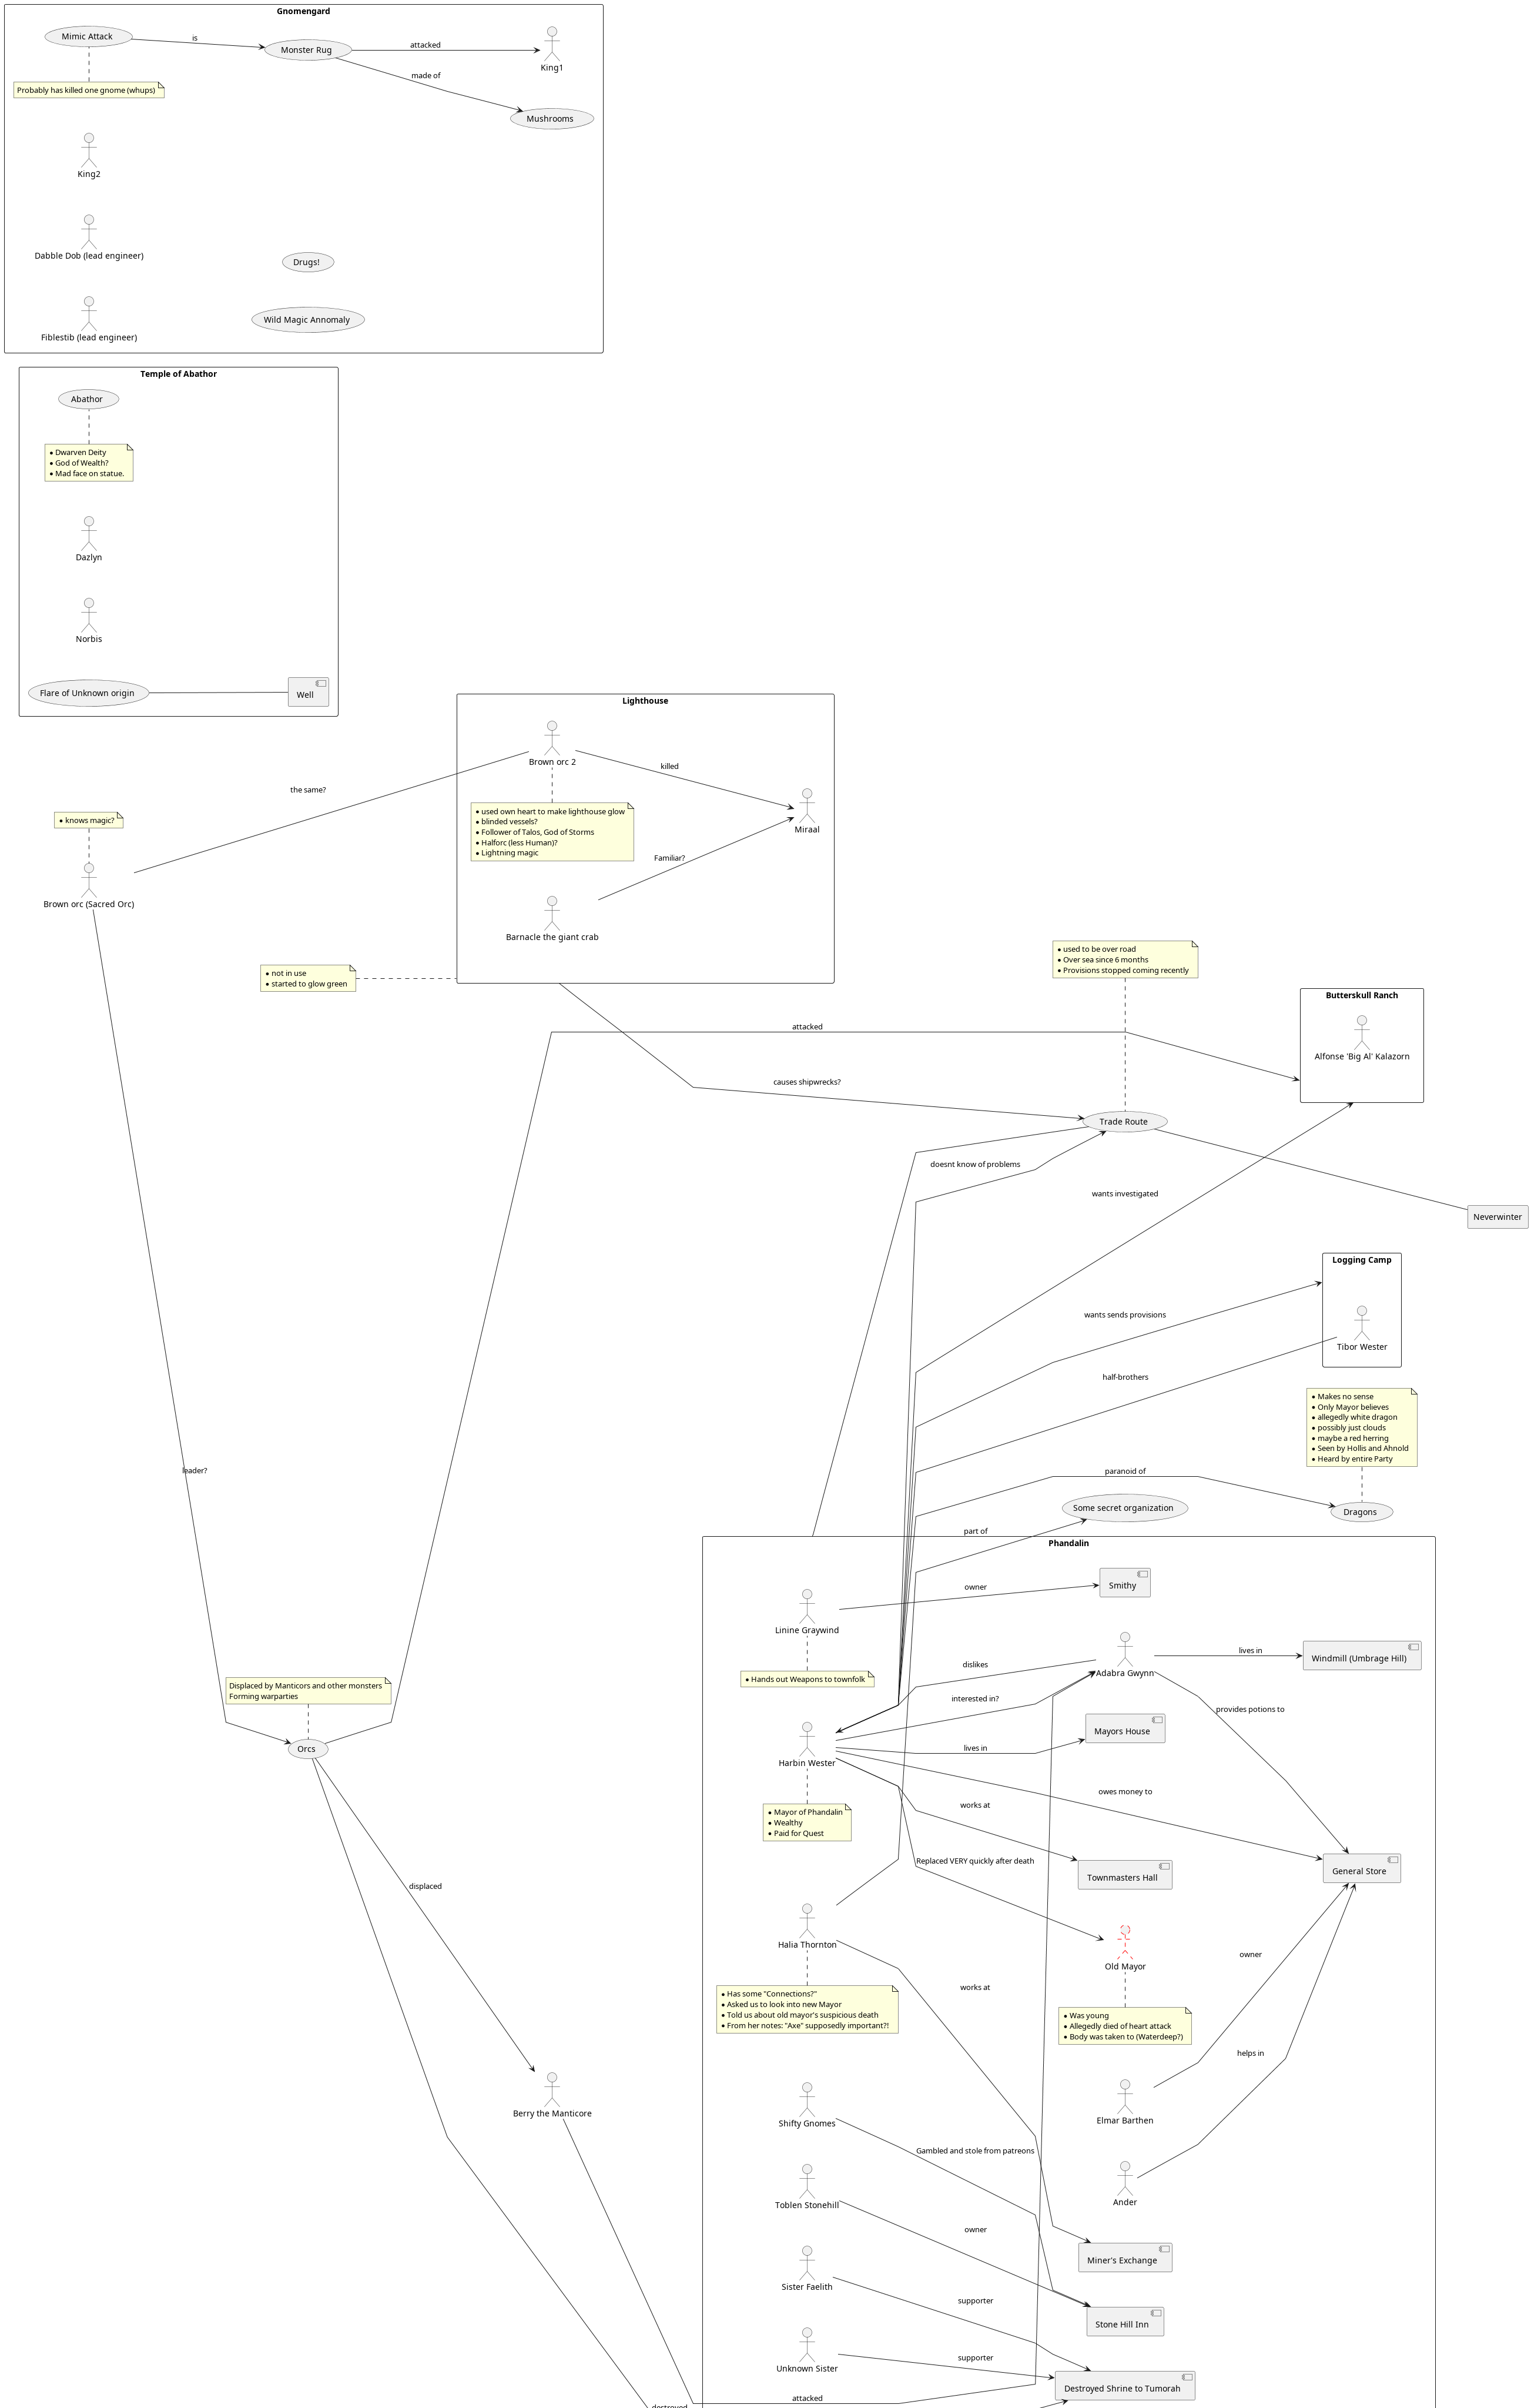 Gnomengard
Mimic Attack
is
Monster Rug
attacked
King1
Probably has killed one gnome (whups)
made of
Mushrooms
King2
Dabble Dob (lead engineer)
Drugs!
Fiblestib (lead engineer)
Wild Magic Annomaly
Temple of Abathor
Abathor
• Dwarven Deity
• God of Wealth?
• Mad face on statue.
Dazlyn
Norbis
Flare of Unknown origin
Well
Lighthouse
Brown orc 2
the same?
killed
• used own heart to make lighthouse glow
• blinded vessels?
• Follower of Talos, God of Storms
• Halforc (less Human)?
• Lightning magic
Miraal
Familiar?
Barnacle the giant crab
• knows magic?
Brown orc (Sacred Orc)
• not in use
• started to glow green
• used to be over road
• Over sea since 6 months
• Provisions stopped coming recently
Butterskull Ranch
Alfonse 'Big Al' Kalazorn
attacked
causes shipwrecks?
Trade Route
doesnt know of problems
wants investigated
Neverwinter
Logging Camp
wants sends provisions
Tibor Wester
half-brothers
• Makes no sense
• Only Mayor believes
• allegedly white dragon
• possibly just clouds
• maybe a red herring
• Seen by Hollis and Ahnold
• Heard by entire Party
leader?
paranoid of
Some secret organization
Dragons
part of
Phandalin
Linine Graywind
owner
Smithy
• Hands out Weapons to townfolk
dislikes
Adabra Gwynn
lives in
Windmill (Umbrage Hill)
Displaced by Manticors and other monsters
Forming warparties
Orcs
interested in?
provides potions to
Harbin Wester
lives in
Mayors House
• Mayor of Phandalin
• Wealthy
• Paid for Quest
owes money to
works at
Replaced VERY quickly after death
Townmasters Hall
General Store
displaced
Halia Thornton
• Has some "Connections?"
• Asked us to look into new Mayor
• Told us about old mayor's suspicious death
• From her notes: "Axe" supposedly important?!
works at
Old Mayor
• Was young
• Allegedly died of heart attack
• Body was taken to (Waterdeep?)
owner
helps in
Berry the Manticore
Shifty Gnomes
Elmar Barthen
Gambled and stole from patreons
Toblen Stonehill
Ander
owner
Miner's Exchange
Sister Faelith
supporter
Stone Hill Inn
Unknown Sister
supporter
Destroyed Shrine to Tumorah
attacked
destroyed